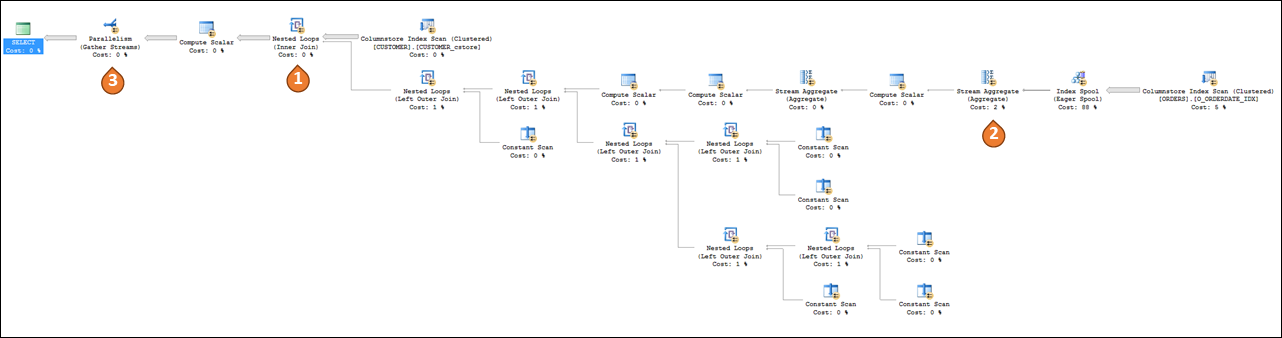 SELECT
Cost: 0 %
Parallelism
(Gather Streams)
Cost: 0 %
3
Compute Scalar
Cost: 0 %
Nested Loops
(Inner Join)
Cost: 0 %
1
Columnstore Index Scan (Clustered)
[CUSTOMER].[CUSTOMER_cstore]
Cost: 0 %
Nested Loops
(Left Outer Join)
Cost: 1 %
Nested Loops
(Left Outer Join)
Cost: 1 %
Compute Scalar
Cost: 0 %
Compute Scalar
Cost: 0 %
Stream Aggregate
(Aggregate)
Cost: 0 %
Compute Scalar
Cost: 0 %
Stream Aggregate
(Aggregate)
Cost: 2 %
2
Index Spool
(Eager Spool)
Cost: 88 %
Columnstore Index Scan (Clustered)
[ORDERS].[O_ORDERDATE_IDX]
Cost: 5 %
Constant Scan
Cost: 0 %
Nested Loops
(Left Outer Join)
Cost: 1 %
Nested Loops
(Left Outer Join)
Cost: 1 %
Constant Scan
Cost: 0 %
Constant Scan
Cost: 0 %
Nested Loops
(Left Outer Join)
Cost: 1 %
Nested Loops
(Left Outer Join)
Cost: 1 %
Constant Scan
Cost: 0 %
Constant Scan
Cost: 0 %
Constant Scan
Cost: 0 %